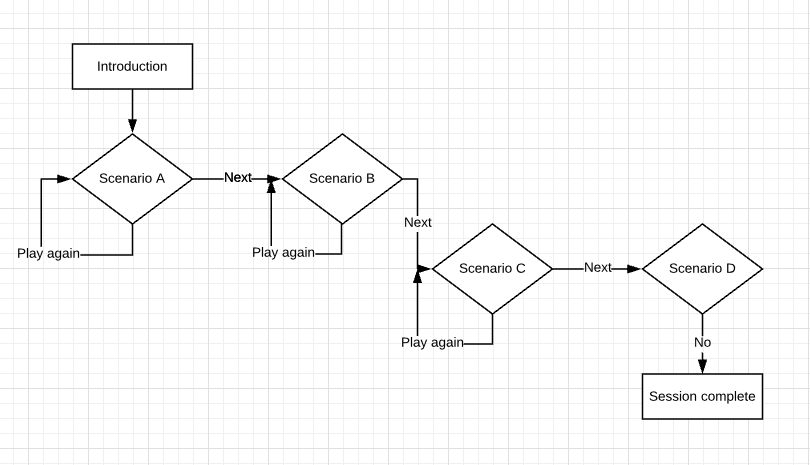 Introduction
Scenario A
Next
Scenario B
Play again
Play again
Next
Scenario C
Next
Scenario D
Play again
No
Session complete